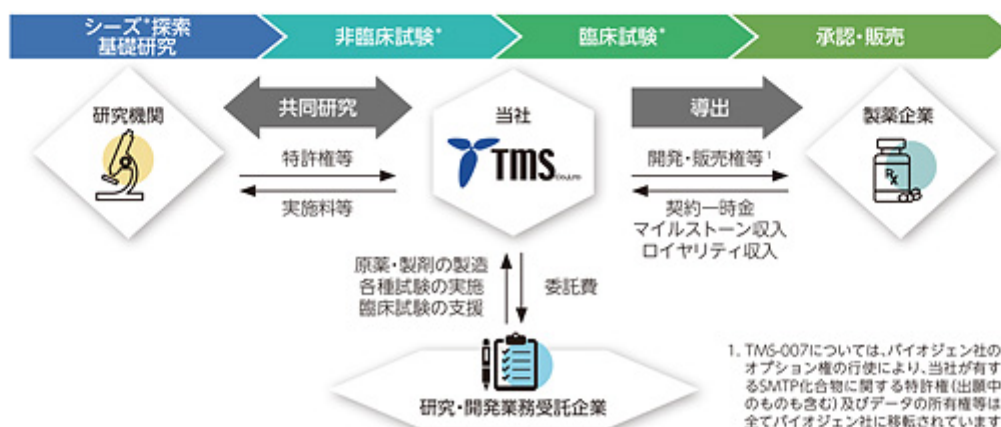 シーズ*探索
基礎研究
非臨床試験*
臨床試験*
承認・販売
研究機関
共同研究
当社
導出
製薬企業
TMS
特許権等
実施料等
開発・販売権等1
契約一時金
マイルストーン収入
ロイヤリティ収入
Rx
原薬・製剤の製造
各種試験の実施
臨床試験の支援
委託費
研究・開発業務受託企業
1. TMS-007については、バイオジェン社の
オプション権の行使により、当社が有す
るSMTP化合物に関する特許権(出願中
のものも含む)及びデータの所有権等は
全てバイオジェン社に移転されています